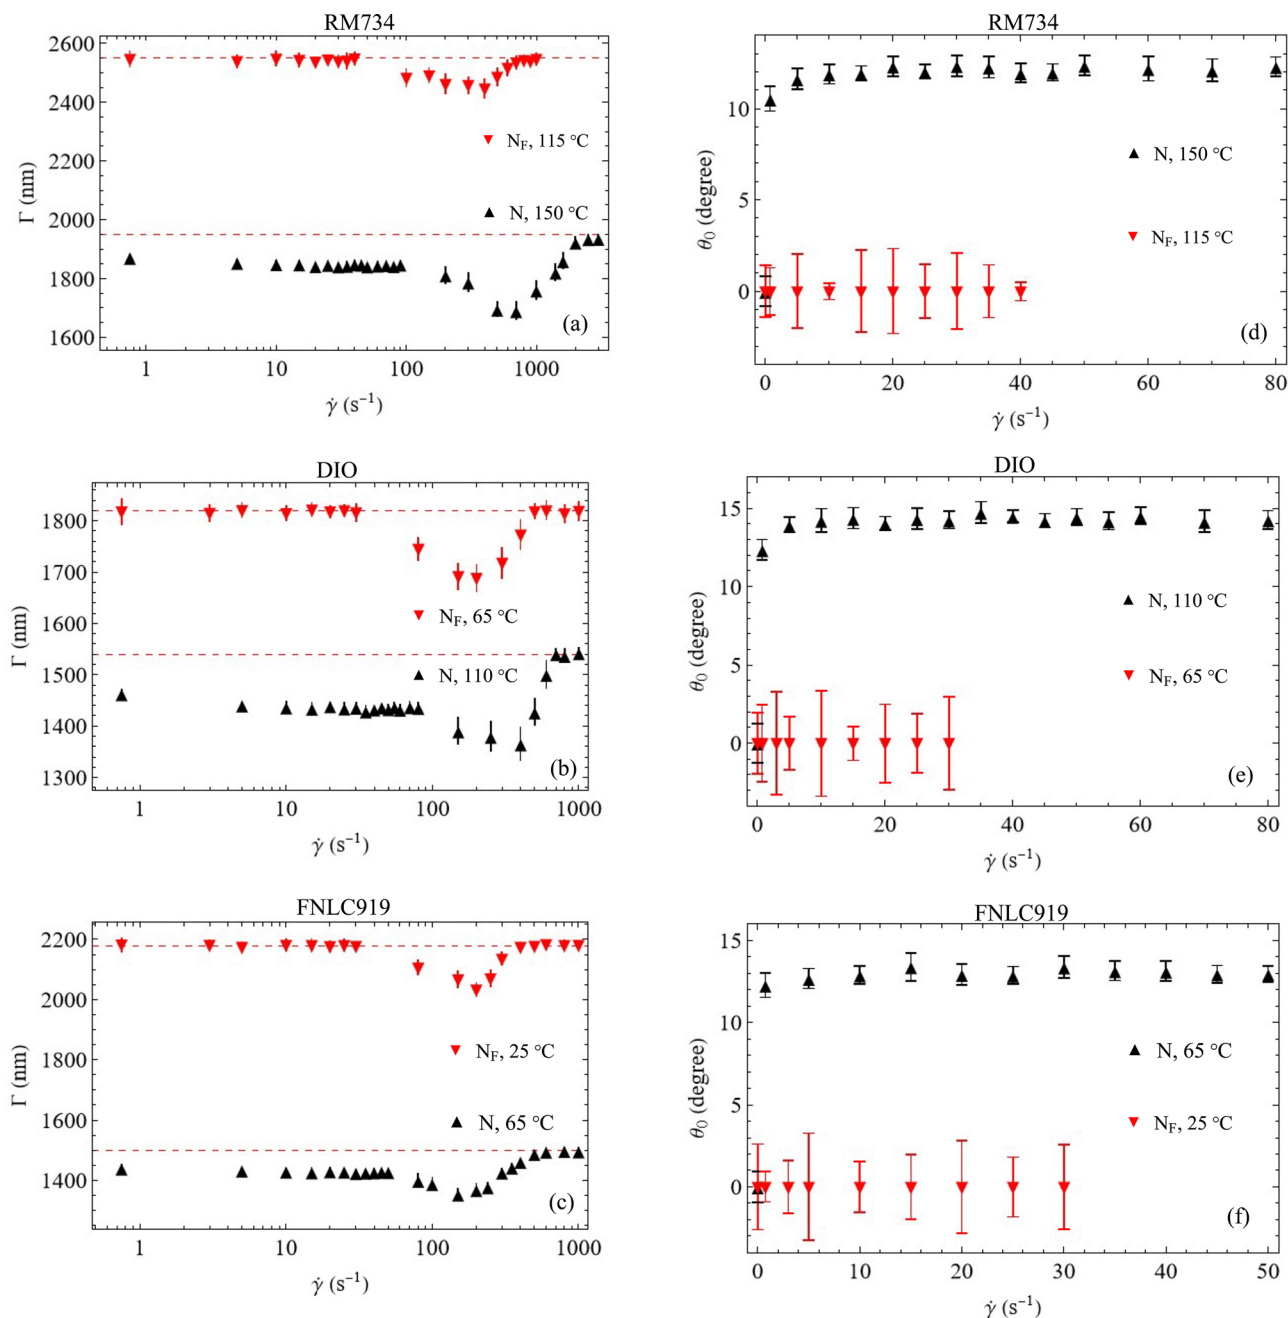 RM734
2600
2400
2200
2000
1800
1600
Γ (nm)
N_F, 115 °C
N, 150 °C
(a)
1
10
100
1000
γ̇ (s⁻¹)
RM734
10
5
0
θ₀ (degree)
N, 150 °C
N_F, 115 °C
(d)
0
20
40
60
80
γ̇ (s⁻¹)
DIO
1800
1700
1600
1500
1400
1300
Γ (nm)
N_F, 65 °C
N, 110 °C
(b)
1
10
100
1000
γ̇ (s⁻¹)
DIO
15
10
5
0
θ₀ (degree)
N, 110 °C
N_F, 65 °C
(e)
0
20
40
60
80
γ̇ (s⁻¹)
FNLC919
2200
2000
1800
1600
1400
Γ (nm)
N_F, 25 °C
N, 65 °C
(c)
1
10
100
1000
γ̇ (s⁻¹)
FNLC919
15
10
5
0
θ₀ (degree)
N, 65 °C
N_F, 25 °C
(f)
0
10
20
30
40
50
γ̇ (s⁻¹)